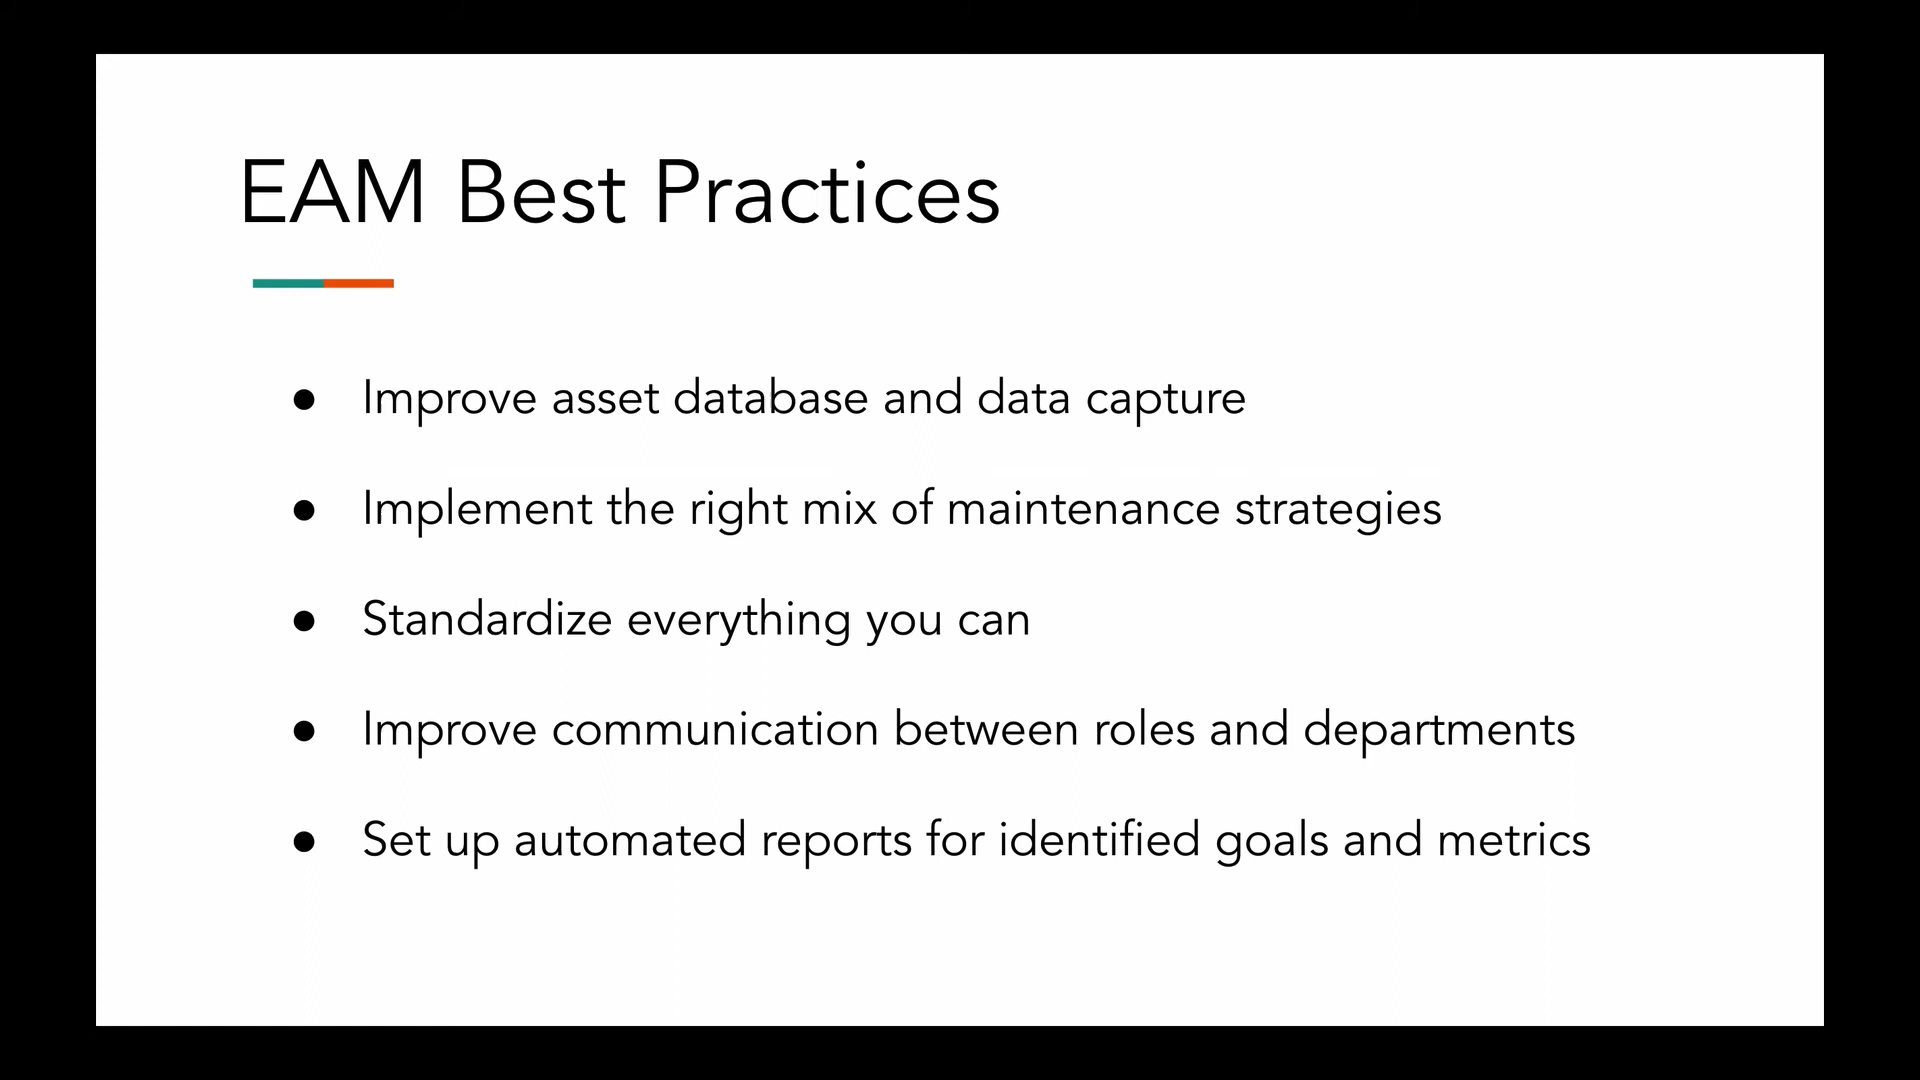 EAM Best Practices
● Improve asset database and data capture
● Implement the right mix of maintenance strategies
● Standardize everything you can
● Improve communication between roles and departments
● Set up automated reports for identified goals and metrics